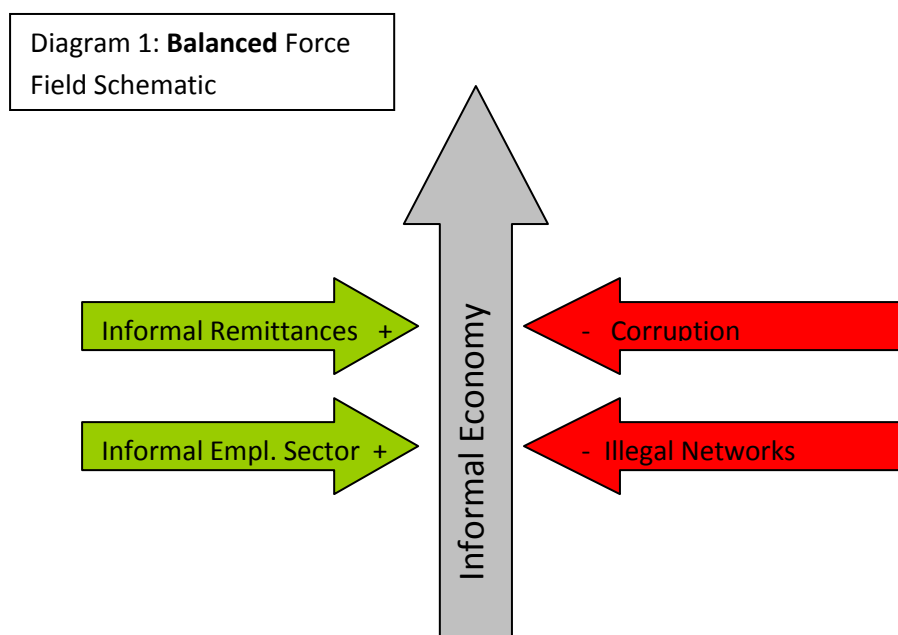 Diagram 1: Balanced Force
Field Schematic
Informal Remittances +
- Corruption
Informal Empl. Sector +
- Illegal Networks
Informal Economy